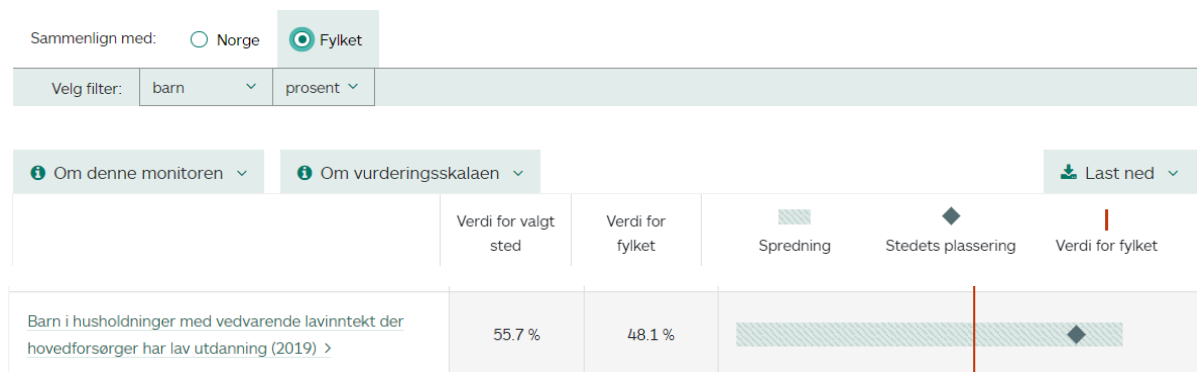 Sammenlign med: Norge Fylket
Velg filter: barn prosent
Om denne monitoren Om vurderingsskalaen Last ned
Verdi for valgt sted Verdi for fylket Spredning Stedets plassering Verdi for fylket
Barn i husholdninger med vedvarende lavinntekt der
hovedforsørger har lav utdanning (2019) >
55.7 % 48.1 %